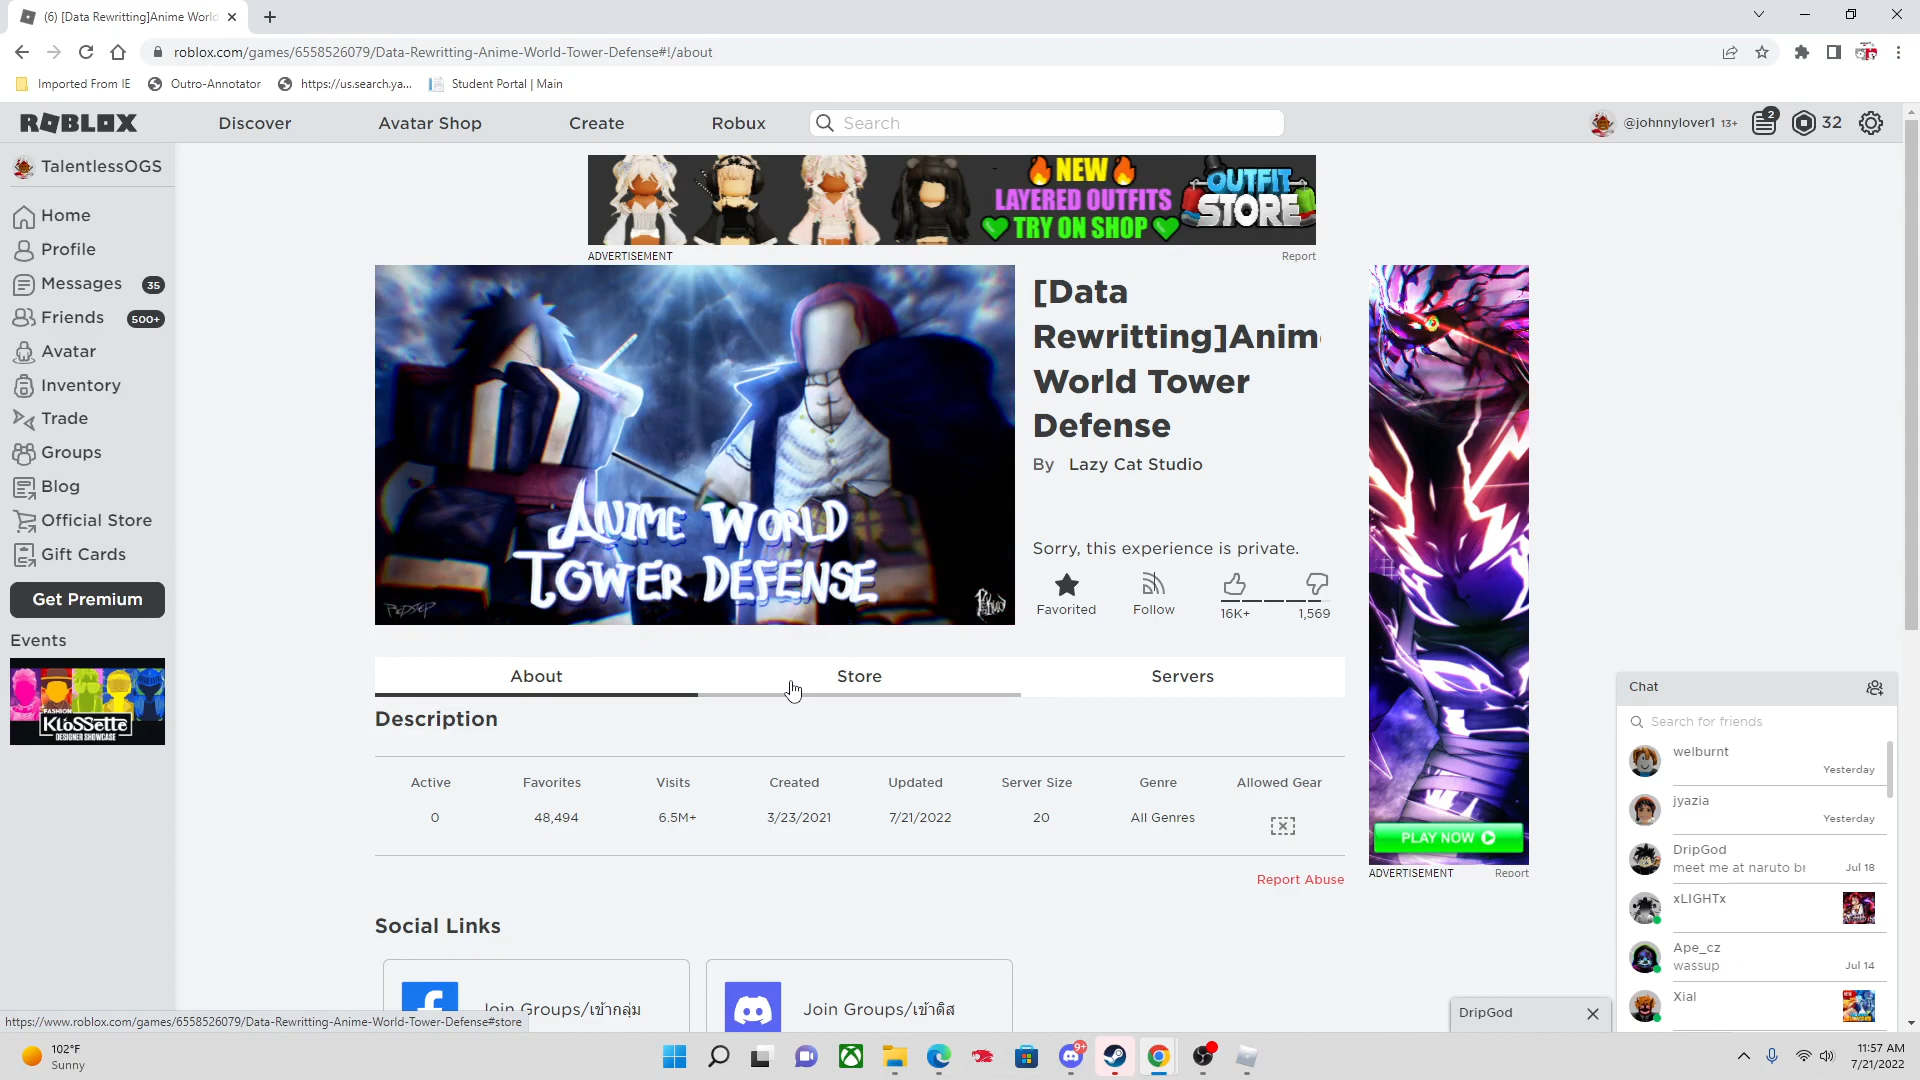 (6) [Data Rewritting]Anime World
roblox.com/games/6558526079/Data-Rewritting-Anime-World-Tower-Defense#!/about
Imported From IE
Outro-Annotator
https://us.search.ya...
Student Portal | Main
ROBLOX
Discover
Avatar Shop
Create
Robux
Search
@johnnylover1 13+
2
32
TalentlessOGS
Home
Profile
Messages 35
Friends 500+
Avatar
Inventory
Trade
Groups
Blog
Official Store
Gift Cards
Get Premium
Events
FASHION
KLOSSETTE
DESIGNER SHOWCASE
NEW
LAYERED OUTFITS
TRY ON SHOP
OUTFIT
STORE
ADVERTISEMENT
Report
ANIME WORLD
TOWER DEFENSE
REDSTEP
[Data
Rewritting]Anim
World Tower
Defense
By Lazy Cat Studio
Sorry, this experience is private.
Favorited
Follow
16K+
1,569
About
Store
Servers
Description
Active
Favorites
Visits
Created
Updated
Server Size
Genre
Allowed Gear
0
48,494
6.5M+
3/23/2021
7/21/2022
20
All Genres
Report Abuse
Social Links
Join Groups/เข้ากลุ่ม
Join Groups/เข้าดิส
PLAY NOW
ADVERTISEMENT
Report
Chat
Search for friends
welburnt
Yesterday
jyazia
Yesterday
DripGod
meet me at naruto br
Jul 18
xLIGHTx
Ape_cz
wassup
Jul 14
Xial
DripGod
https://www.roblox.com/games/6558526079/Data-Rewritting-Anime-World-Tower-Defense#store
102°F
Sunny
9+
11:57 AM
7/21/2022